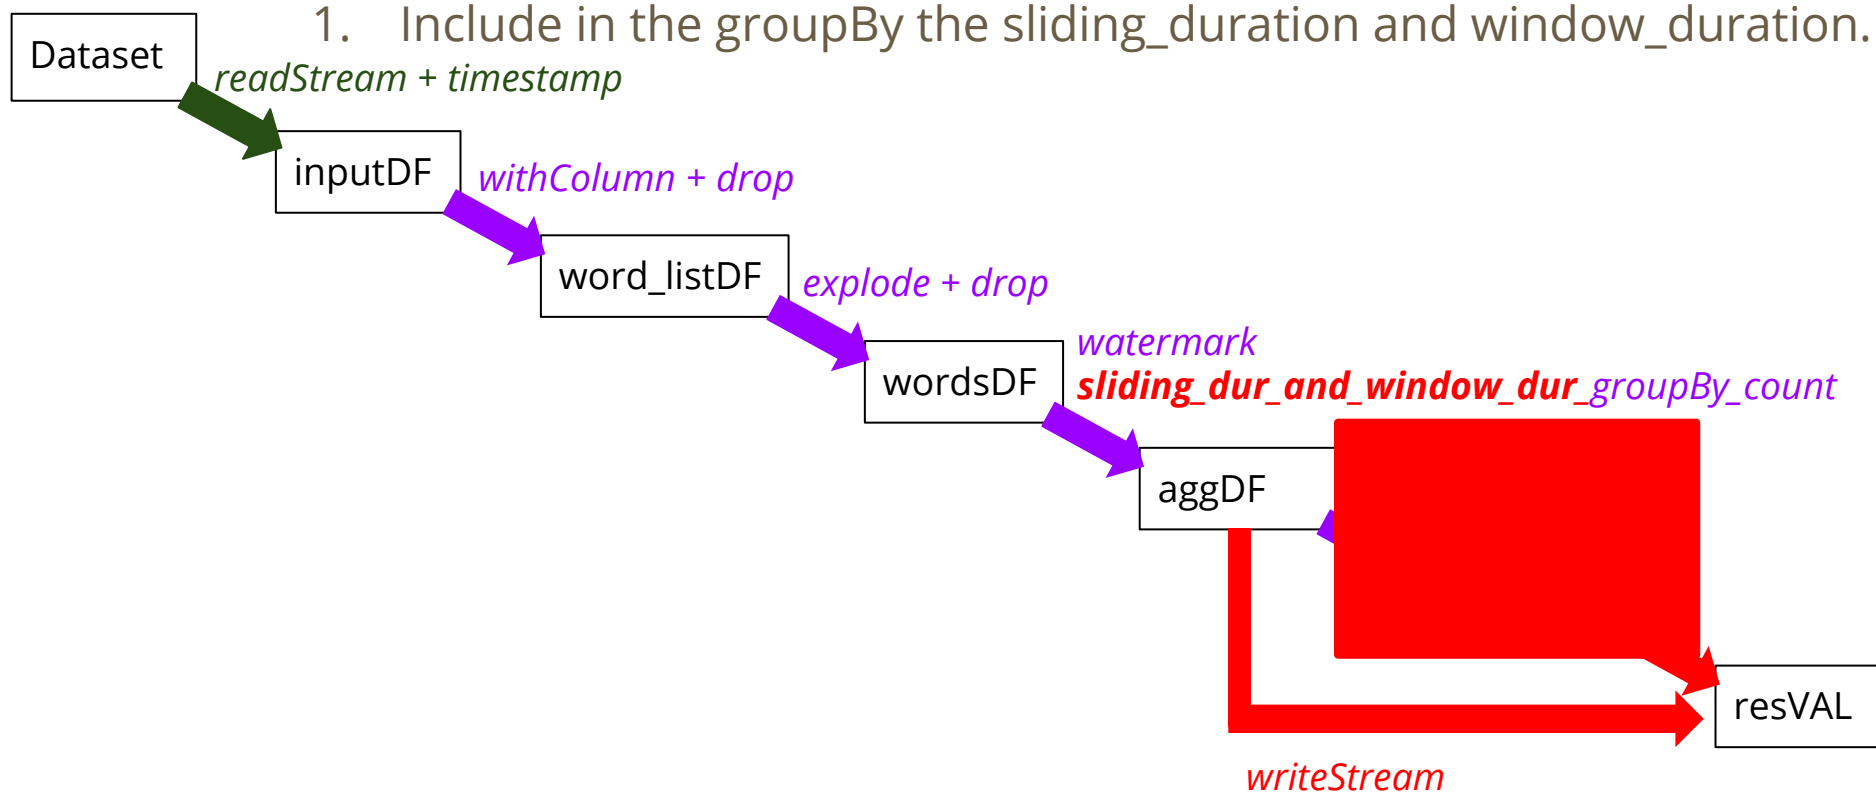 1. Include in the groupBy the sliding_duration and window_duration.
Dataset
readStream + timestamp
inputDF
withColumn + drop
word_listDF
explode + drop
wordsDF
watermark
sliding_dur_and_window_dur_groupBy_count
aggDF
resVAL
writeStream